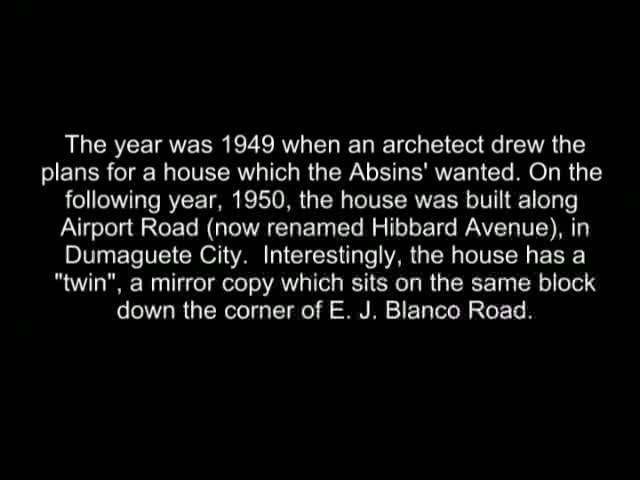 The year was 1949 when an archetect drew the
plans for a house which the Absins' wanted. On the
following year, 1950, the house was built along
Airport Road (now renamed Hibbard Avenue), in
Dumaguete City.  Interestingly, the house has a
"twin", a mirror copy which sits on the same block
down the corner of E. J. Blanco Road.